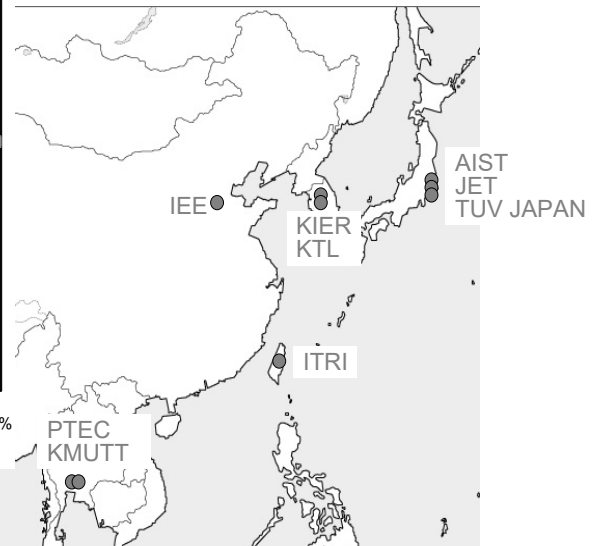 AIST
JET
TUV JAPAN
IEE
KIER
KTL
ITRI
%
PTEC
KMUTT